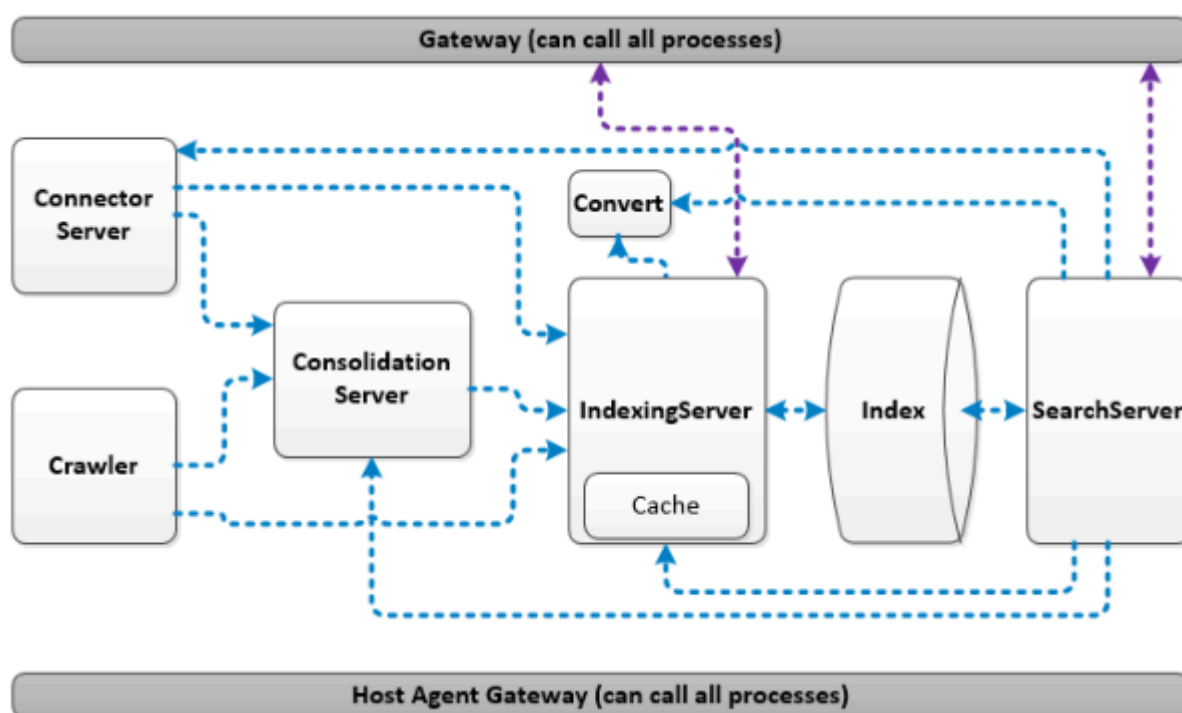 Gateway (can call all processes)
Connector
Server
Convert
Consolidation
Server
IndexingServer
Index
SearchServer
Crawler
Cache
Host Agent Gateway (can call all processes)